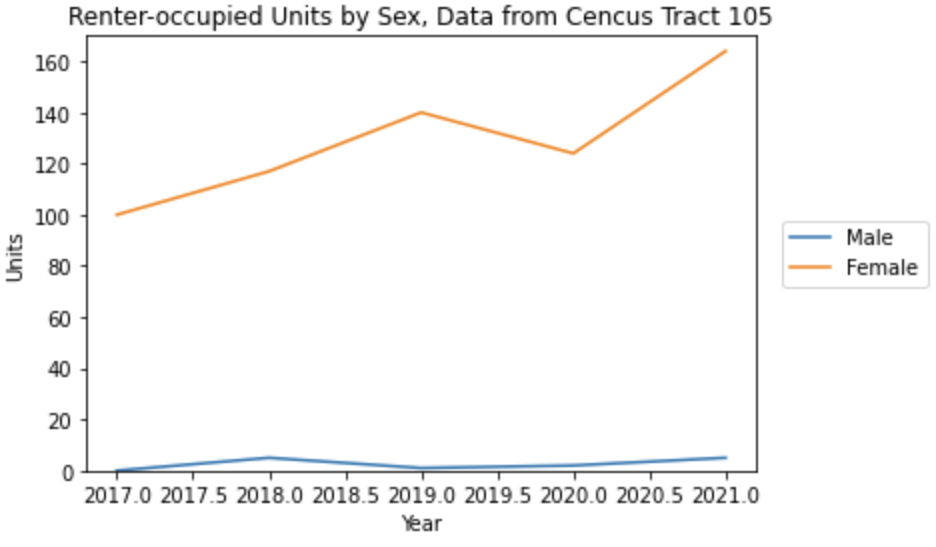 Renter-occupied Units by Sex, Data from Cencus Tract 105
160
140
120
100
80
60
40
20
0
Units
2017.0 2017.5 2018.0 2018.5 2019.0 2019.5 2020.0 2020.5 2021.0
Year
Male
Female